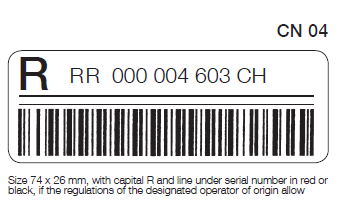 CN 04
R RR 000 004 603 CH
Size 74 x 26 mm, with capital R and line under serial number in red or
black, if the regulations of the designated operator of origin allow